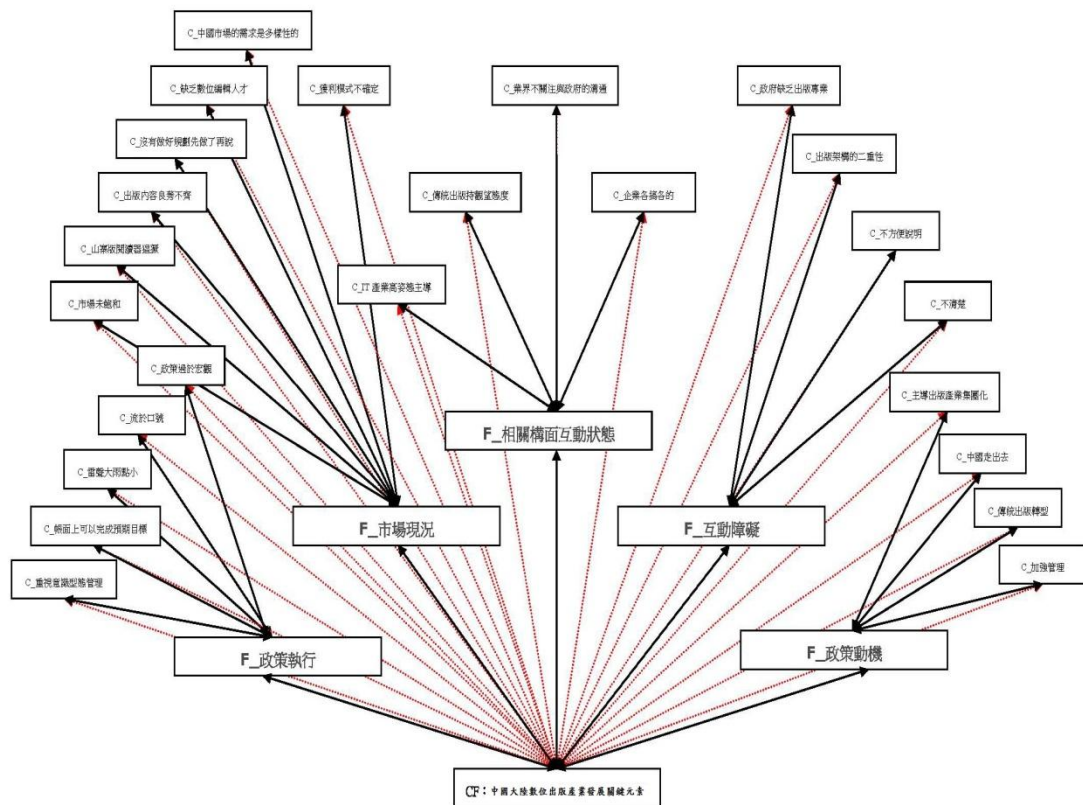 C_中國市場的需求是多樣性的
C_缺乏數位編輯人才
C_獲利模式不確定
C_業界不關注與政府的溝通
C_政府缺乏出版專業
C_沒有做好規劃先做了再說
C_出版架構的二重性
C_出版內容良莠不齊
C_傳統出版持觀望態度
C_企業各搞各的
C_山寨版閱讀器猖獗
C_不方便說明
C_IT 產業高姿態主導
C_市場未飽和
C_不清楚
C_政策過於宏觀
C_主導出版產業集團化
C_流於口號
F_相關構面互動狀態
C_中國走出去
C_雷聲大雨點小
C_傳統出版轉型
C_帳面上可以完成預期目標
F_市場現況
F_互動障礙
C_加強管理
C_重視意識型態管理
F_政策執行
F_政策動機
CF：中國大陸數位出版產業發展關鍵元素